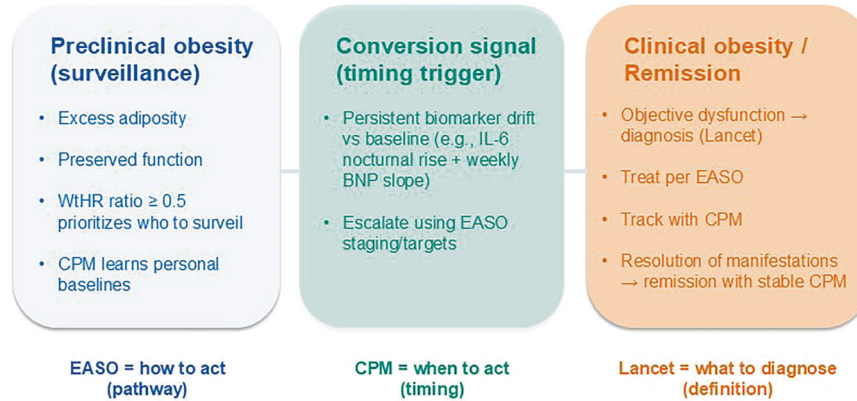 Preclinical obesity
(surveillance)
• Excess adiposity
• Preserved function
• WtHR ratio ≥ 0.5
prioritizes who to surveil
• CPM learns personal
baselines
Conversion signal
(timing trigger)
• Persistent biomarker drift
vs baseline (e.g., IL-6
nocturnal rise + weekly
BNP slope)
• Escalate using EASO
staging/targets
Clinical obesity /
Remission
• Objective dysfunction →
diagnosis (Lancet)
• Treat per EASO
• Track with CPM
• Resolution of manifestations
→ remission with stable CPM
EASO = how to act
(pathway)
CPM = when to act
(timing)
Lancet = what to diagnose
(definition)